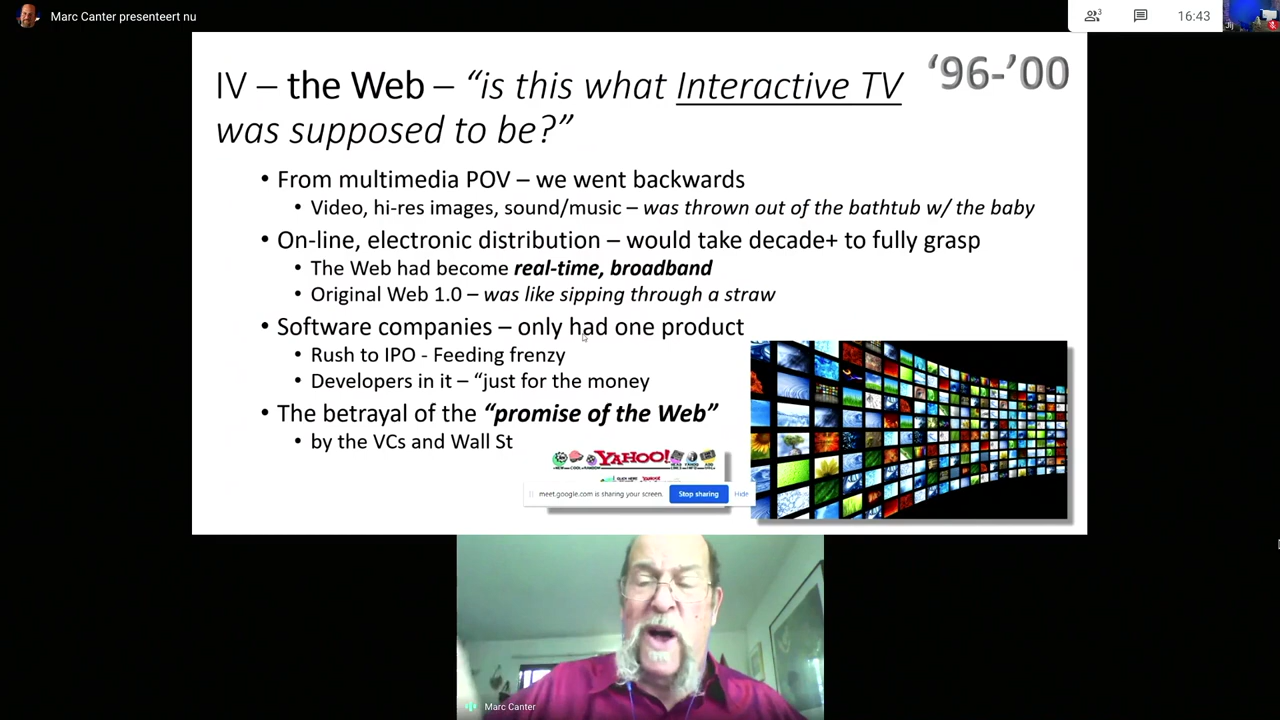 Marc Canter presenteert nu
3
16:43
Jij
IV – the Web – “is this what Interactive TV
was supposed to be?”
‘96-’00
• From multimedia POV – we went backwards
• Video, hi-res images, sound/music – was thrown out of the bathtub w/ the baby
• On-line, electronic distribution – would take decade+ to fully grasp
• The Web had become real-time, broadband
• Original Web 1.0 – was like sipping through a straw
• Software companies – only had one product
• Rush to IPO - Feeding frenzy
• Developers in it – “just for the money
• The betrayal of the “promise of the Web”
• by the VCs and Wall St
YAHOO!
meet.google.com is sharing your screen.
Stop sharing
Hide
Marc Canter